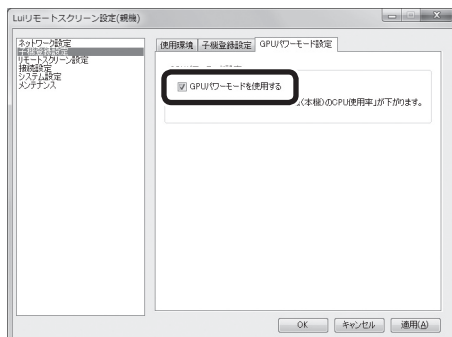 Luiリモートスクリーン設定(親機)
ネットワーク設定
子機登録設定
リモートスクリーン設定
接続設定
システム設定
メンテナンス
使用環境 子機登録設定 GPUパワーモード設定
GPUパワーモードを使用する
(本機)のCPU使用率」が下がります。
OK キャンセル 適用(A)